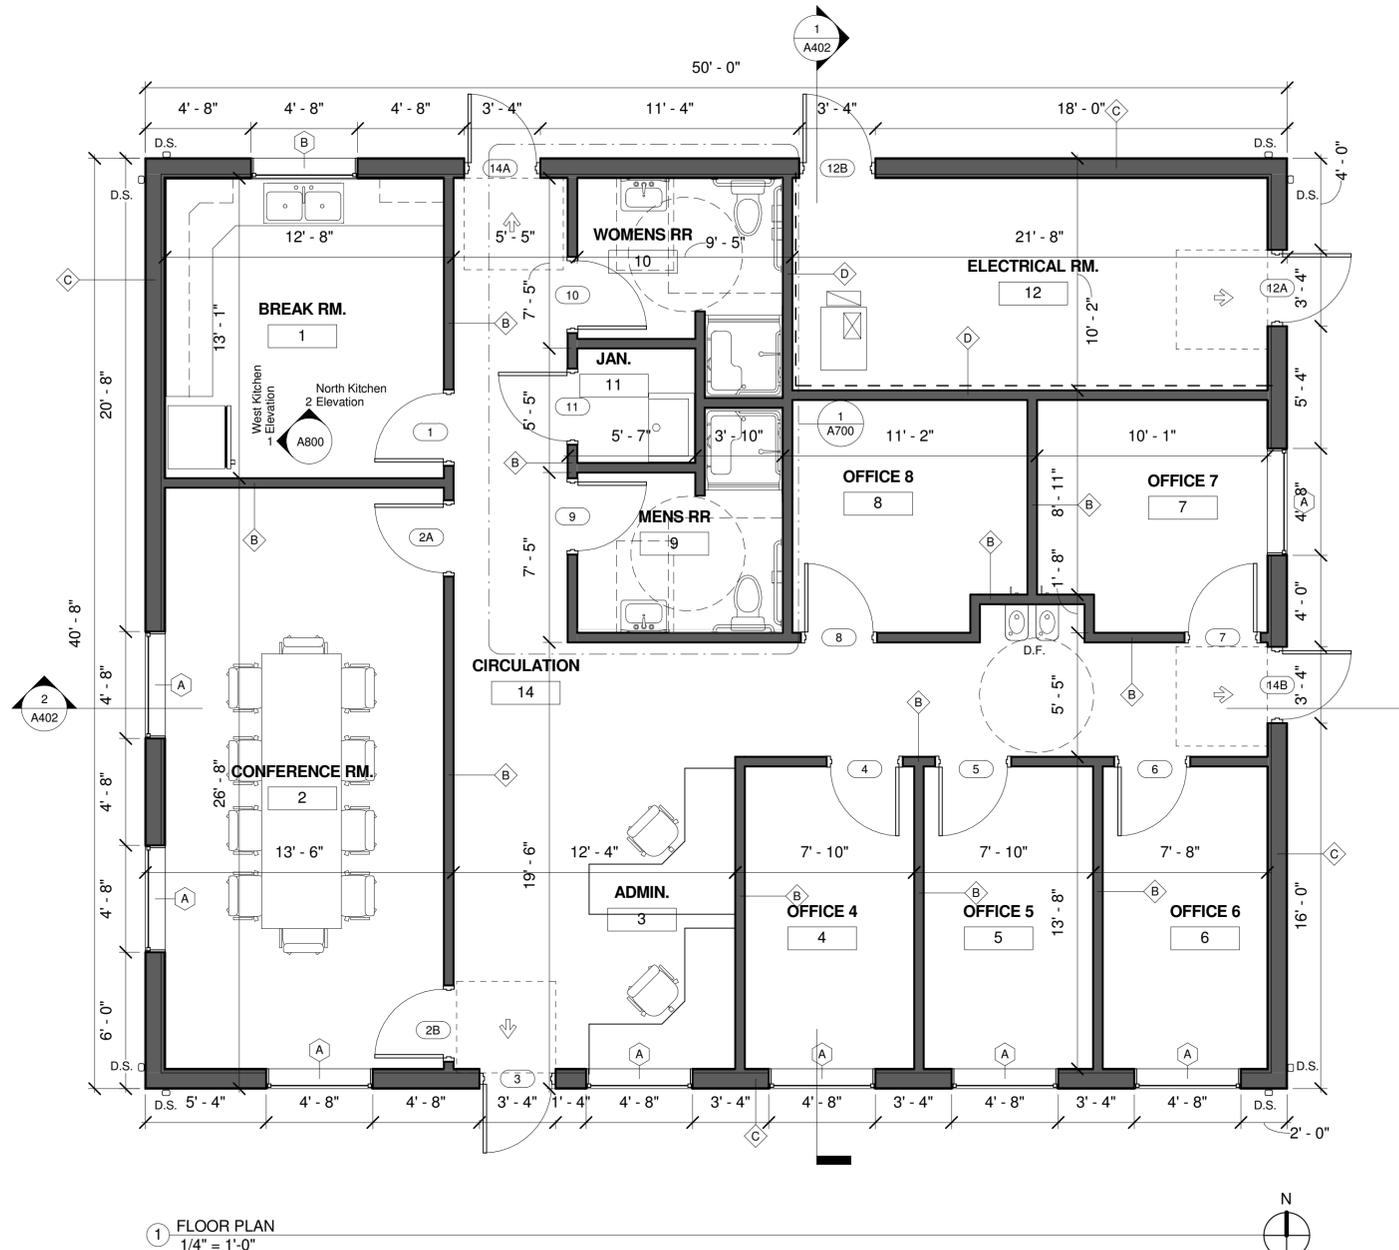 1
A402
50' - 0"
4' - 8"
4' - 8"
4' - 8"
3' - 4"
11' - 4"
3' - 4"
18' - 0"
C
D.S.
B
14A
12B
D.S.
4' - 0"
D.S.
D.S.
12' - 8"
5' - 5"
WOMENS RR
10
9' - 5"
21' - 8"
ELECTRICAL RM.
12
C
D
12A
3' - 4"
10
7' - 5"
BREAK RM.
1
13' - 1"
B
10' - 2"
D
JAN.
11
20' - 8"
5' - 4"
West Kitchen
Elevation
1
North Kitchen
2 Elevation
A800
1
5' - 5"
11
5' - 7"
3' - 10"
1
A700
11' - 2"
10' - 1"
B
OFFICE 8
8
8' - 11"
OFFICE 7
7
B
4' - 8"
A
9
MENS RR
9
2A
B
B
7' - 5"
1' - 8"
4' - 0"
40' - 8"
8
7
D.F.
CIRCULATION
14
4' - 8"
A
2
A402
5' - 5"
B
14B
3' - 4"
B
B
CONFERENCE RM.
2
26' - 8"
4' - 8"
4
5
6
13' - 6"
19' - 6"
12' - 4"
7' - 10"
7' - 10"
7' - 8"
C
4' - 8"
A
ADMIN.
3
B
OFFICE 4
4
B
OFFICE 5
5
13' - 8"
B
OFFICE 6
6
16' - 0"
6' - 0"
2B
A
A
A
A
A
D.S.
D.S.
3
D.S.
D.S.
5' - 4"
4' - 8"
4' - 8"
3' - 4"
1' - 4"
4' - 8"
3' - 4"
4' - 8"
3' - 4"
4' - 8"
3' - 4"
4' - 8"
C
2' - 0"
N
1
FLOOR PLAN
1/4" = 1'-0"